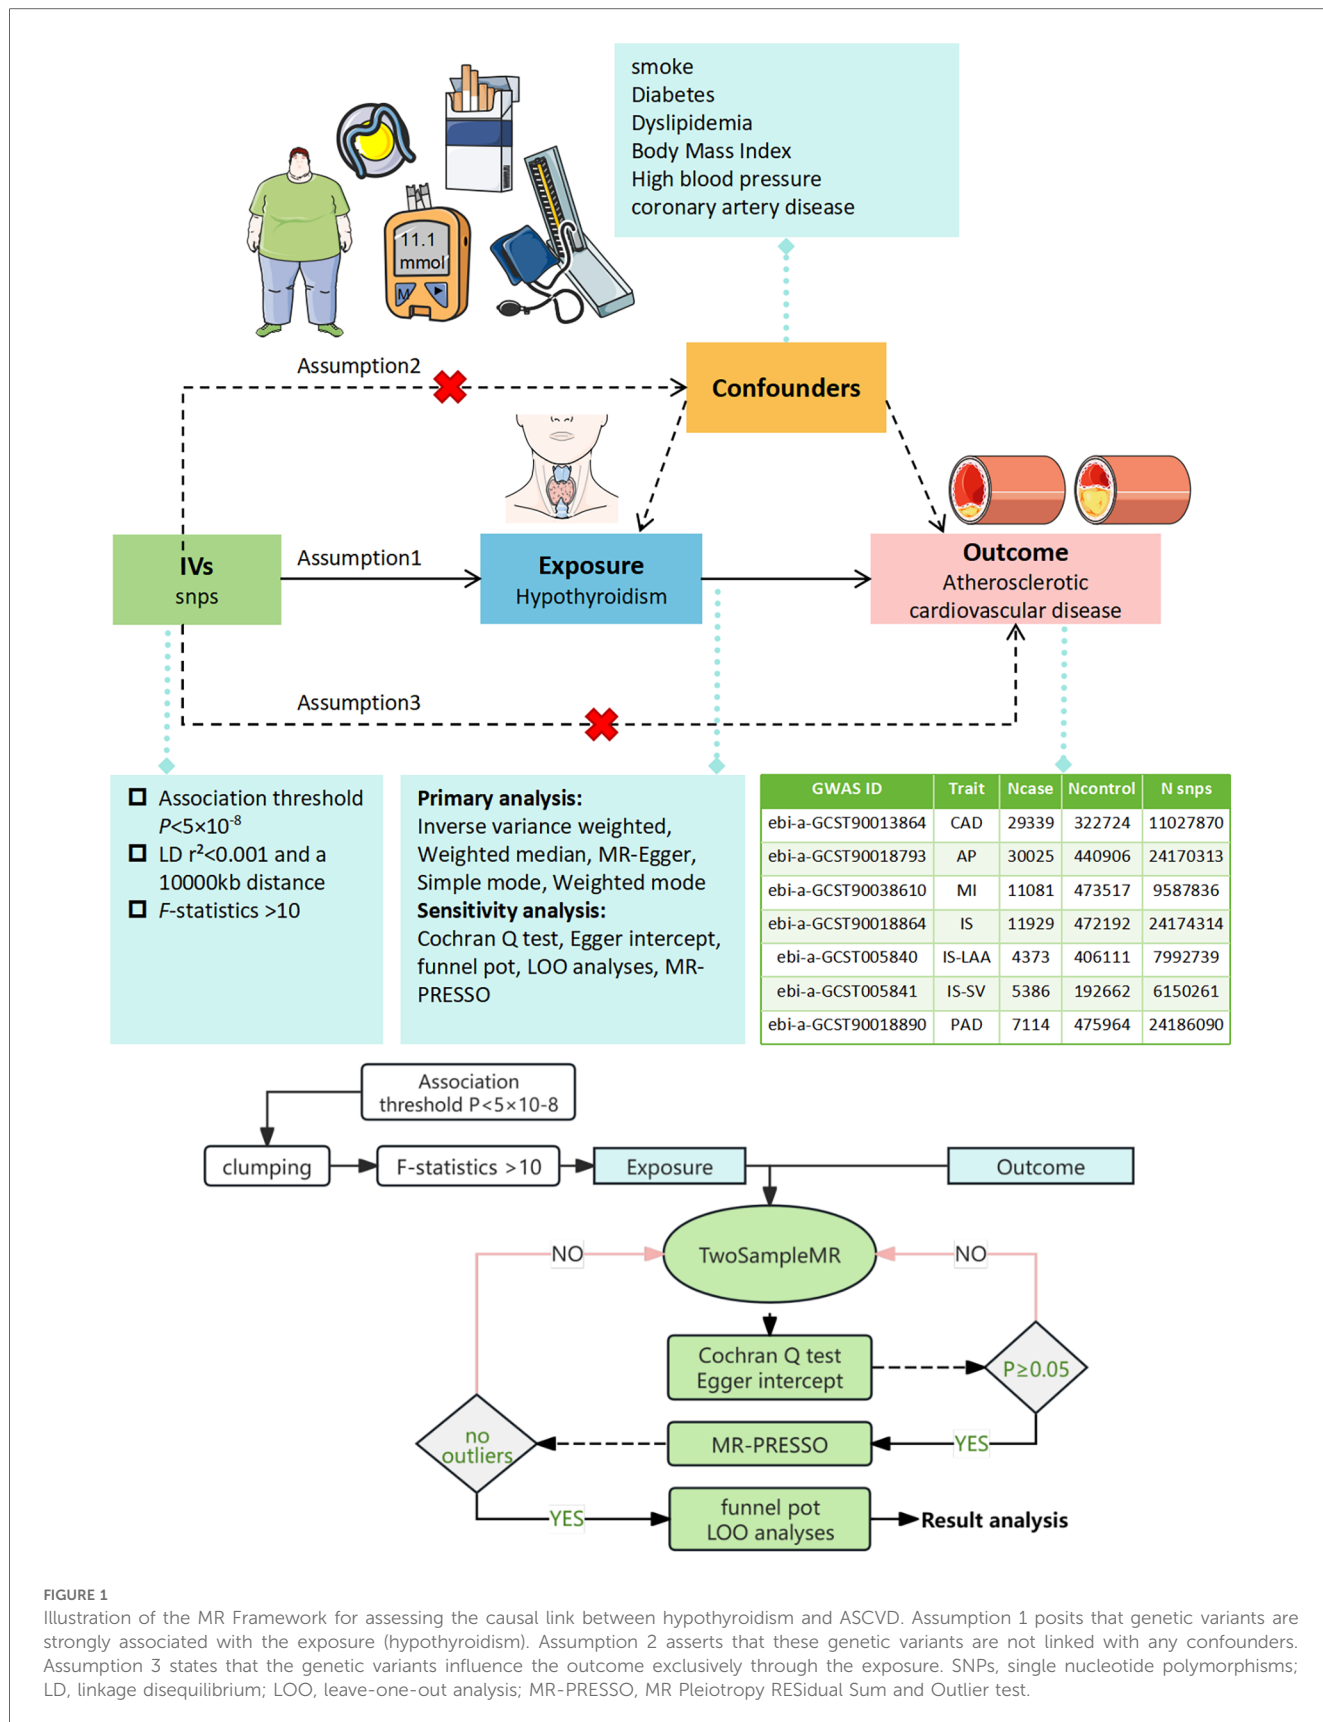 smoke
Diabetes
Dyslipidemia
Body Mass Index
High blood pressure
coronary artery disease
11.1
mmol
M
Assumption2
Confounders
IVs
snps
Assumption1
Exposure
Hypothyroidism
Outcome
Atherosclerotic
cardiovascular disease
Assumption3
Association threshold
P<5×10⁻⁸
LD r²<0.001 and a
10000kb distance
F-statistics >10
Primary analysis:
Inverse variance weighted,
Weighted median, MR-Egger,
Simple mode, Weighted mode
Sensitivity analysis:
Cochran Q test, Egger intercept,
funnel pot, LOO analyses, MR-
PRESSO
GWAS ID Trait Ncase Ncontrol N snps
ebi-a-GCST90013864 CAD 29339 322724 11027870
ebi-a-GCST90018793 AP 30025 440906 24170313
ebi-a-GCST90038610 MI 11081 473517 9587836
ebi-a-GCST90018864 IS 11929 472192 24174314
ebi-a-GCST005840 IS-LAA 4373 406111 7992739
ebi-a-GCST005841 IS-SV 5386 192662 6150261
ebi-a-GCST90018890 PAD 7114 475964 24186090
Association
threshold P<5×10-8
clumping
F-statistics >10
Exposure
Outcome
NO
TwoSampleMR
NO
Cochran Q test
Egger intercept
P≥0.05
no
outliers
MR-PRESSO
YES
YES
funnel pot
LOO analyses
Result analysis
FIGURE 1
Illustration of the MR Framework for assessing the causal link between hypothyroidism and ASCVD. Assumption 1 posits that genetic variants are
strongly associated with the exposure (hypothyroidism). Assumption 2 asserts that these genetic variants are not linked with any confounders.
Assumption 3 states that the genetic variants influence the outcome exclusively through the exposure. SNPs, single nucleotide polymorphisms;
LD, linkage disequilibrium; LOO, leave-one-out analysis; MR-PRESSO, MR Pleiotropy RESidual Sum and Outlier test.